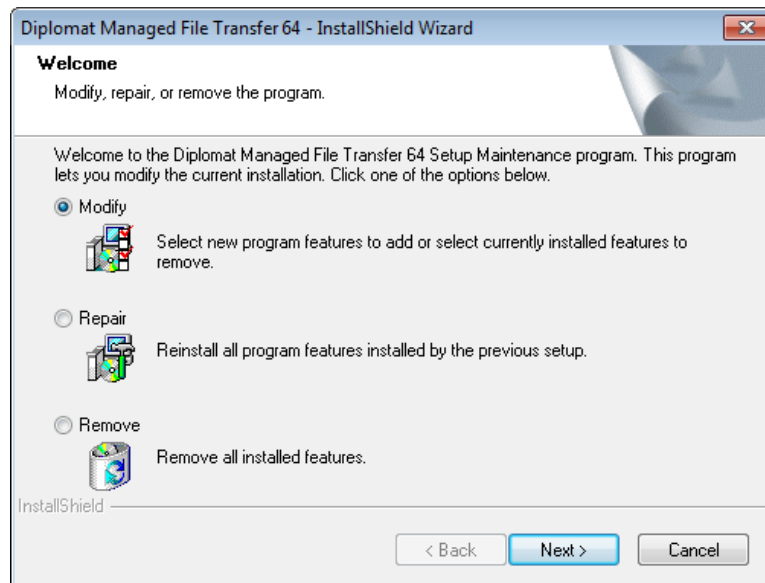 Diplomat Managed File Transfer 64 - InstallShield Wizard
Welcome
Modify, repair, or remove the program.
Welcome to the Diplomat Managed File Transfer 64 Setup Maintenance program. This program
lets you modify the current installation. Click one of the options below.
Modify
Select new program features to add or select currently installed features to
remove.
Repair
Reinstall all program features installed by the previous setup.
Remove
Remove all installed features.
InstallShield
< Back
Next >
Cancel